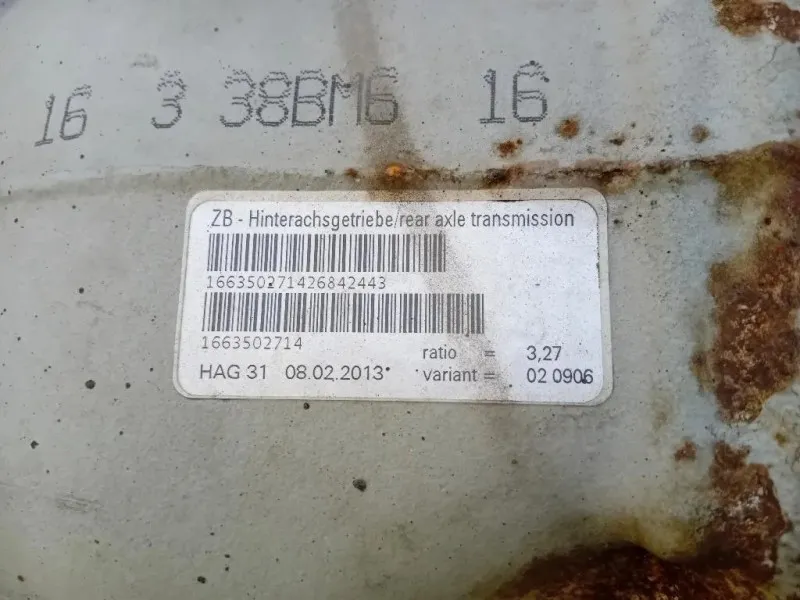 16 3 38BM6 16
ZB - Hinterachsgetriebe/rear axle transmission
166350271426842443
1663502714
ratio = 3,27
HAG 31 08.02.2013 variant = 02 0906